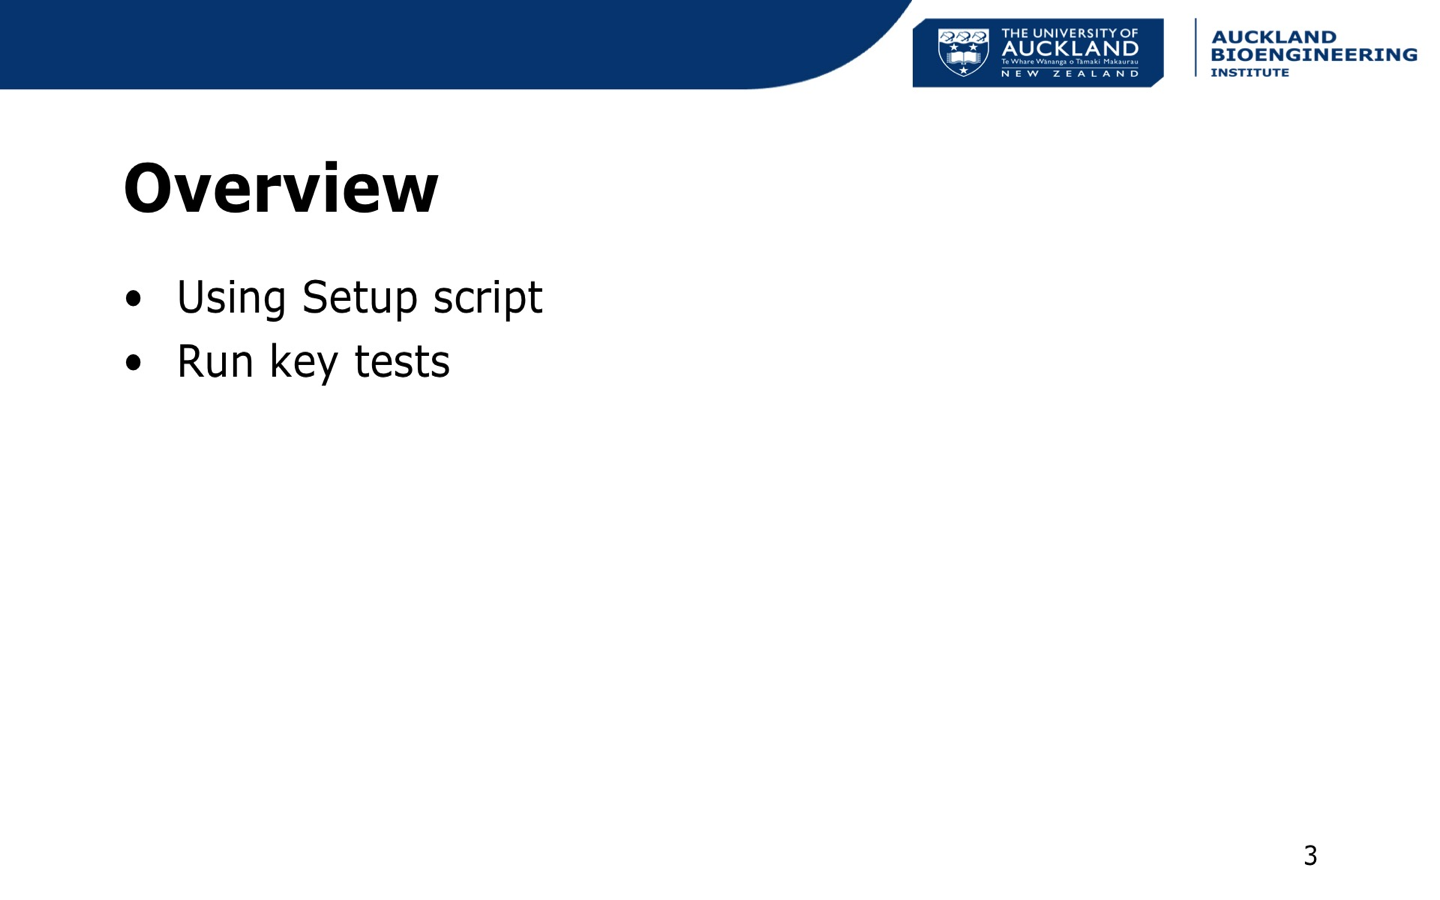 THE UNIVERSITY OF
AUCKLAND
Te Whare Wānanga o Tāmaki Makaurau
NEW ZEALAND
AUCKLAND
BIOENGINEERING
INSTITUTE
Overview
• Using Setup script
• Run key tests
3